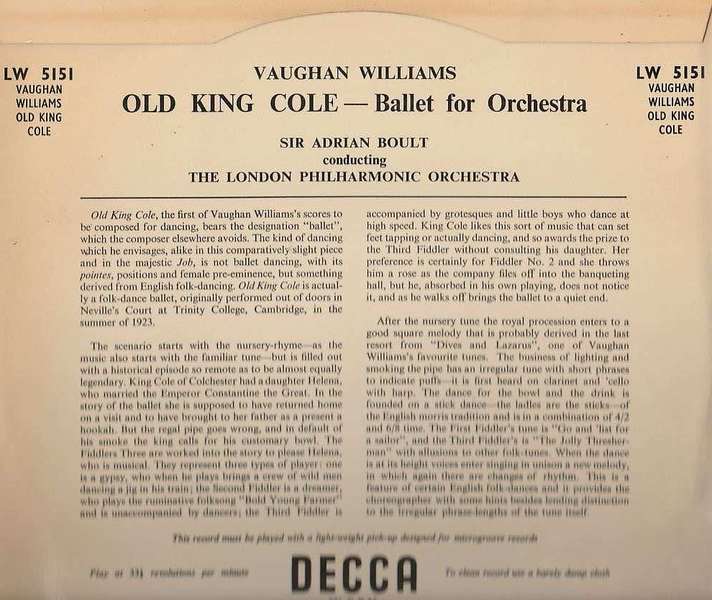 LW 5151
VAUGHAN
WILLIAMS
OLD KING
COLE
VAUGHAN WILLIAMS
OLD KING COLE — Ballet for Orchestra
SIR ADRIAN BOULT
conducting
THE LONDON PHILHARMONIC ORCHESTRA
LW 5151
VAUGHAN
WILLIAMS
OLD KING
COLE
Old King Cole, the first of Vaughan Williams's scores to
be composed for dancing, bears the designation "ballet",
which the composer elsewhere avoids. The kind of dancing
which he envisages, alike in this comparatively slight piece
and in the majestic Job, is not ballet dancing, with its
pointes, positions and female pre-eminence, but something
derived from English folk-dancing. Old King Cole is actual-
ly a folk-dance ballet, originally performed out of doors in
Neville's Court at Trinity College, Cambridge, in the
summer of 1923.
The scenario starts with the nursery-rhyme—as the
music also starts with the familiar tune—but is filled out
with a historical episode so remote as to be almost equally
legendary. King Cole of Colchester had a daughter Helena,
who married the Emperor Constantine the Great. In the
story of the ballet she is supposed to have returned home
on a visit and to have brought to her father as a present a
hookah. But the regal pipe goes wrong, and in default of
his smoke the king calls for his customary bowl. The
Fiddlers Three are worked into the story to please Helena,
who is musical. They represent three types of player: one
is a gypsy, who when he plays brings a crew of wild men
dancing a jig in his train; the Second Fiddler is a dreamer,
who plays the ruminative folksong "Bold Young Farmer"
and is unaccompanied by dancers; the Third Fiddler is
accompanied by grotesques and little boys who dance at
high speed. King Cole likes this sort of music that can set
feet tapping or actually dancing, and so awards the prize to
the Third Fiddler without consulting his daughter. Her
preference is certainly for Fiddler No. 2 and she throws
him a rose as the company files off into the banqueting
hall, but he, absorbed in his own playing, does not notice
it, and as he walks off brings the ballet to a quiet end.
After the nursery tune the royal procession enters to a
good square melody that is probably derived in the last
resort from "Dives and Lazarus", one of Vaughan
Williams's favourite tunes. The business of lighting and
smoking the pipe has an irregular tune with short phrases
to indicate puffs—it is first heard on clarinet and 'cello
with harp. The dance for the bowl and the drink is
founded on a stick dance—the ladles are the sticks—of
the English morris tradition and is in a combination of 4/2
and 6/8 time. The First Fiddler's tune is "Go and 'list for
a sailor", and the Third Fiddler's is "The Jolly Thresher-
man" with allusions to other folk-tunes. When the dance
is at its height voices enter singing in unison a new melody,
in which again there are changes of rhythm. This is a
feature of certain English folk-dances and it provides the
choreographer with some hints besides lending distinction
to the irregular phrase-lengths of the tune itself.
This record must be played with a light-weight pick-up designed for microgroove records
Play at 33⅓ revolutions per minute
DECCA
To clean record use a barely damp cloth